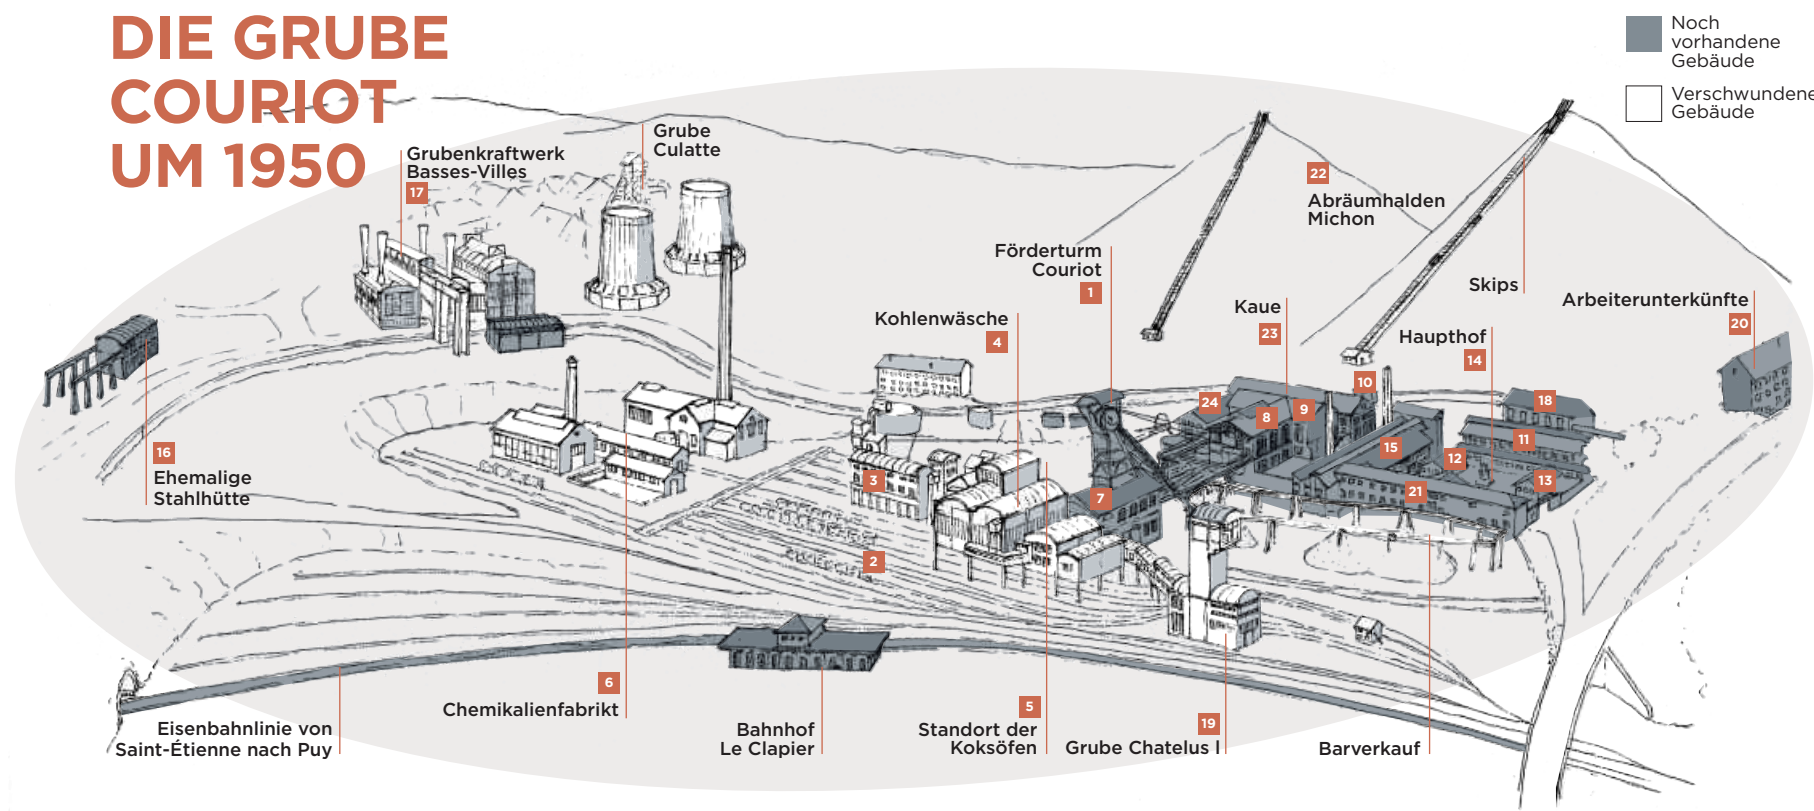 DIE GRUBE
COURIOT
UM 1950
Noch
vorhandene
Gebäude
Verschwundene
Gebäude
Grubenkraftwerk
Basses-Villes
17
Grube
Culatte
22
Abräumhalden
Michon
Förderturm
Couriot
1
Skips
Arbeiterunterkünfte
20
Kaue
23
Kohlenwäsche
4
Haupthof
14
10
24
8
9
18
15
12
11
3
7
21
13
16
Ehemalige
Stahlhütte
2
6
Chemikalienfabrikt
5
Standort der
Koksöfen
19
Grube Chatelus I
Eisenbahnlinie von
Saint-Étienne nach Puy
Bahnhof
Le Clapier
Barverkauf